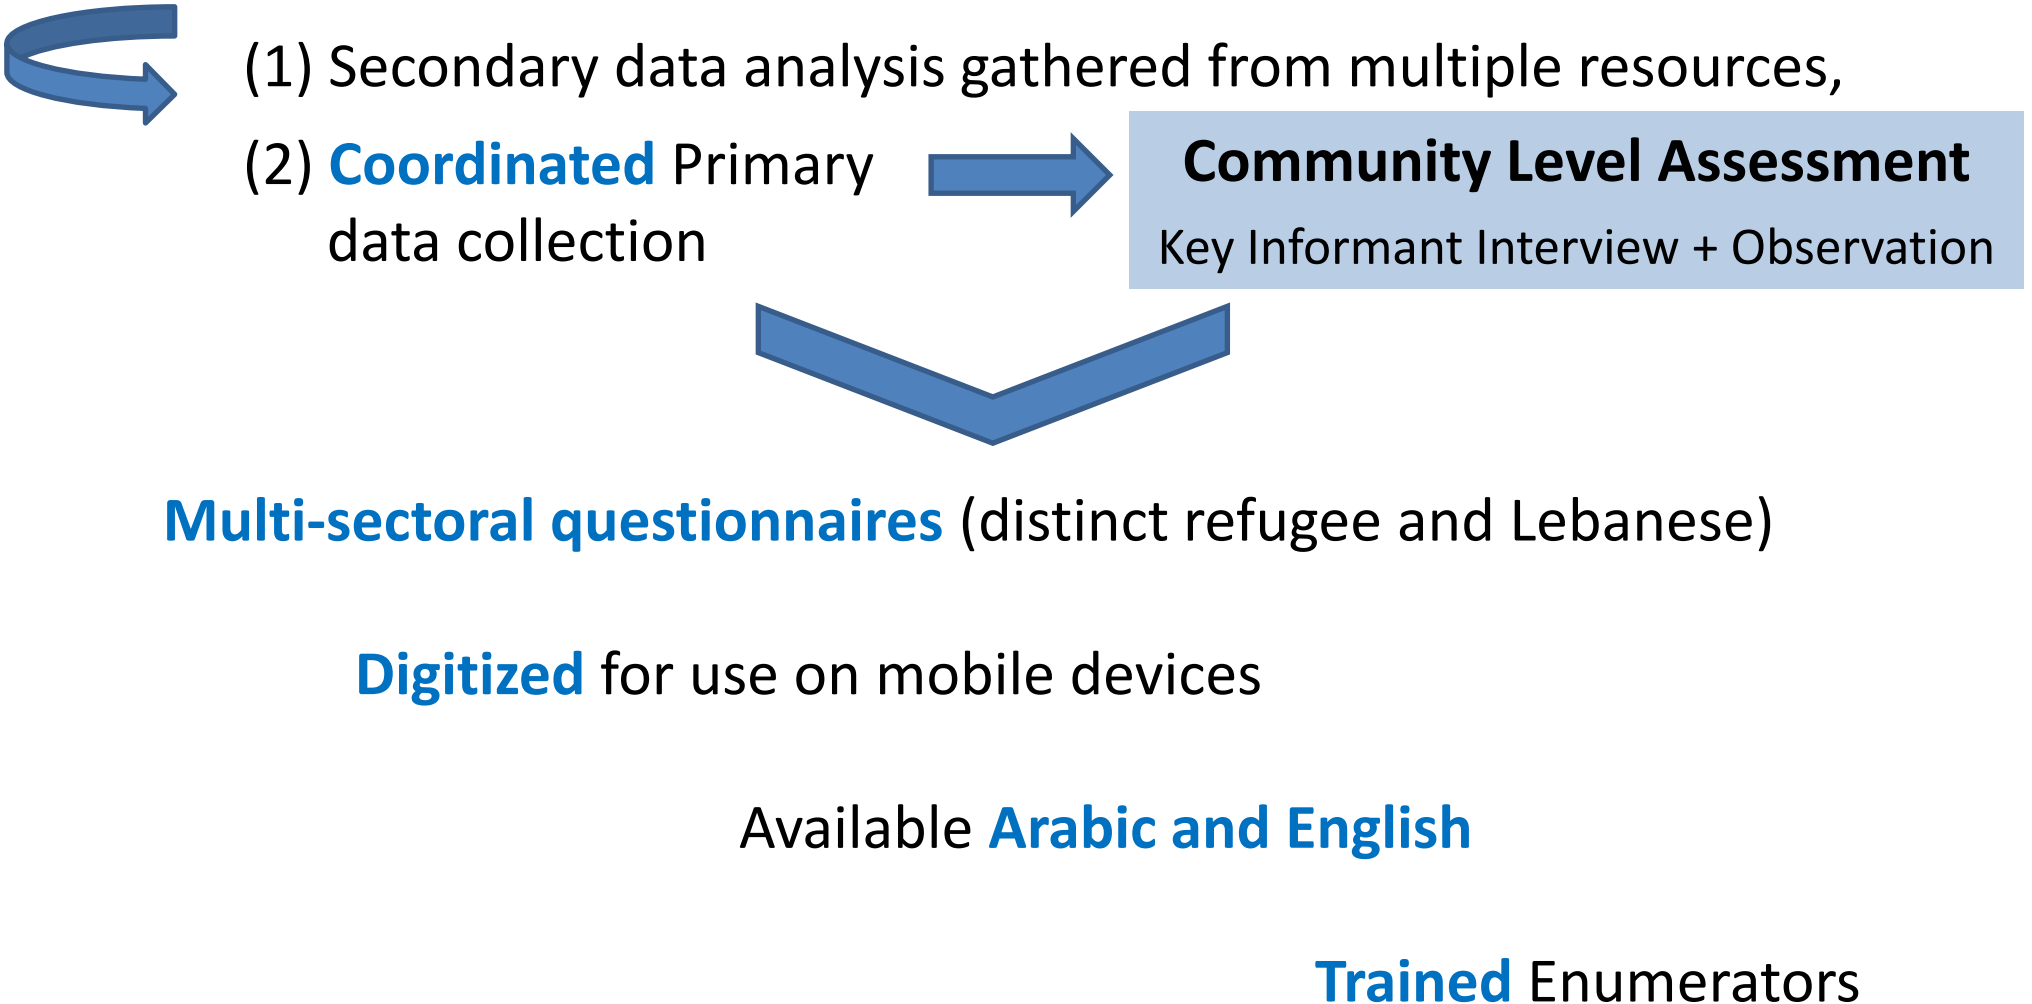 (1) Secondary data analysis gathered from multiple resources,
(2) Coordinated Primary
data collection
Community Level Assessment
Key Informant Interview + Observation
Multi-sectoral questionnaires (distinct refugee and Lebanese)
Digitized for use on mobile devices
Available Arabic and English
Trained Enumerators